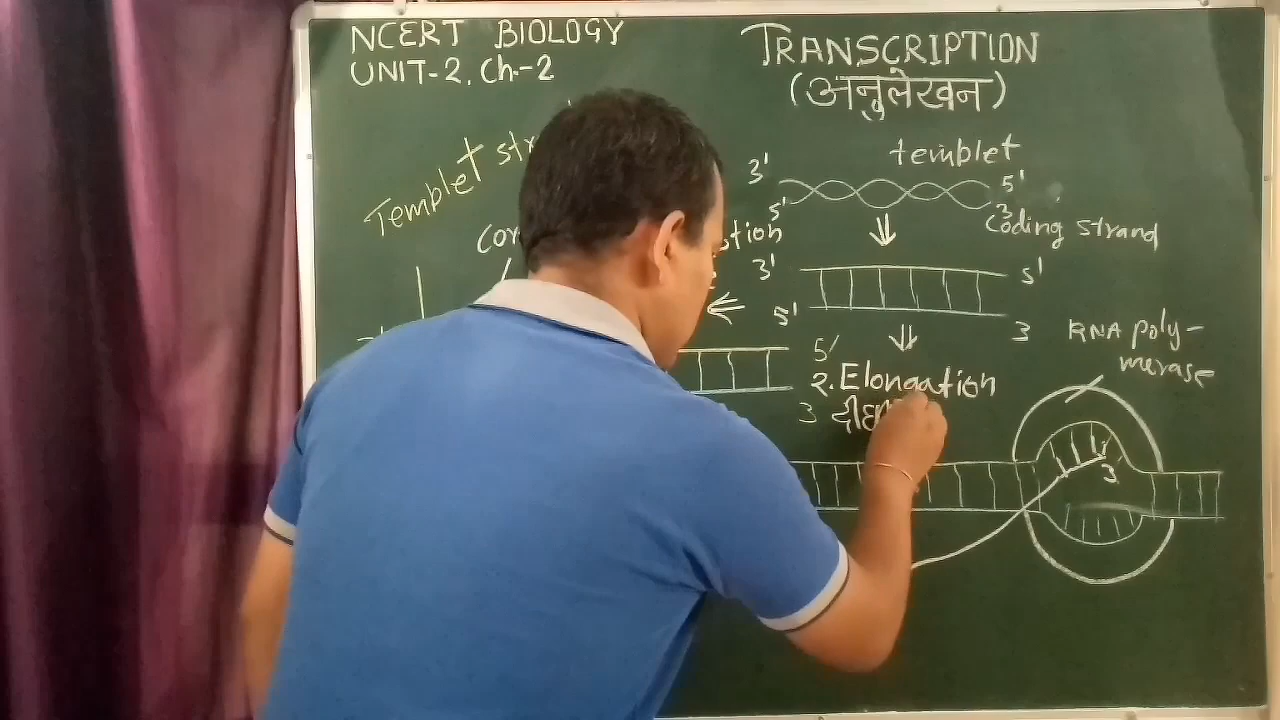 NCERT BIOLOGY
UNIT-2, Ch.-2
TRANSCRIPTION
(अनुलेखन)
templet
3' 5'
5' 3
Coding strand
Templet
3' 5'
5' 3
RNA poly-
merase
5'
2. Elongation
3
3